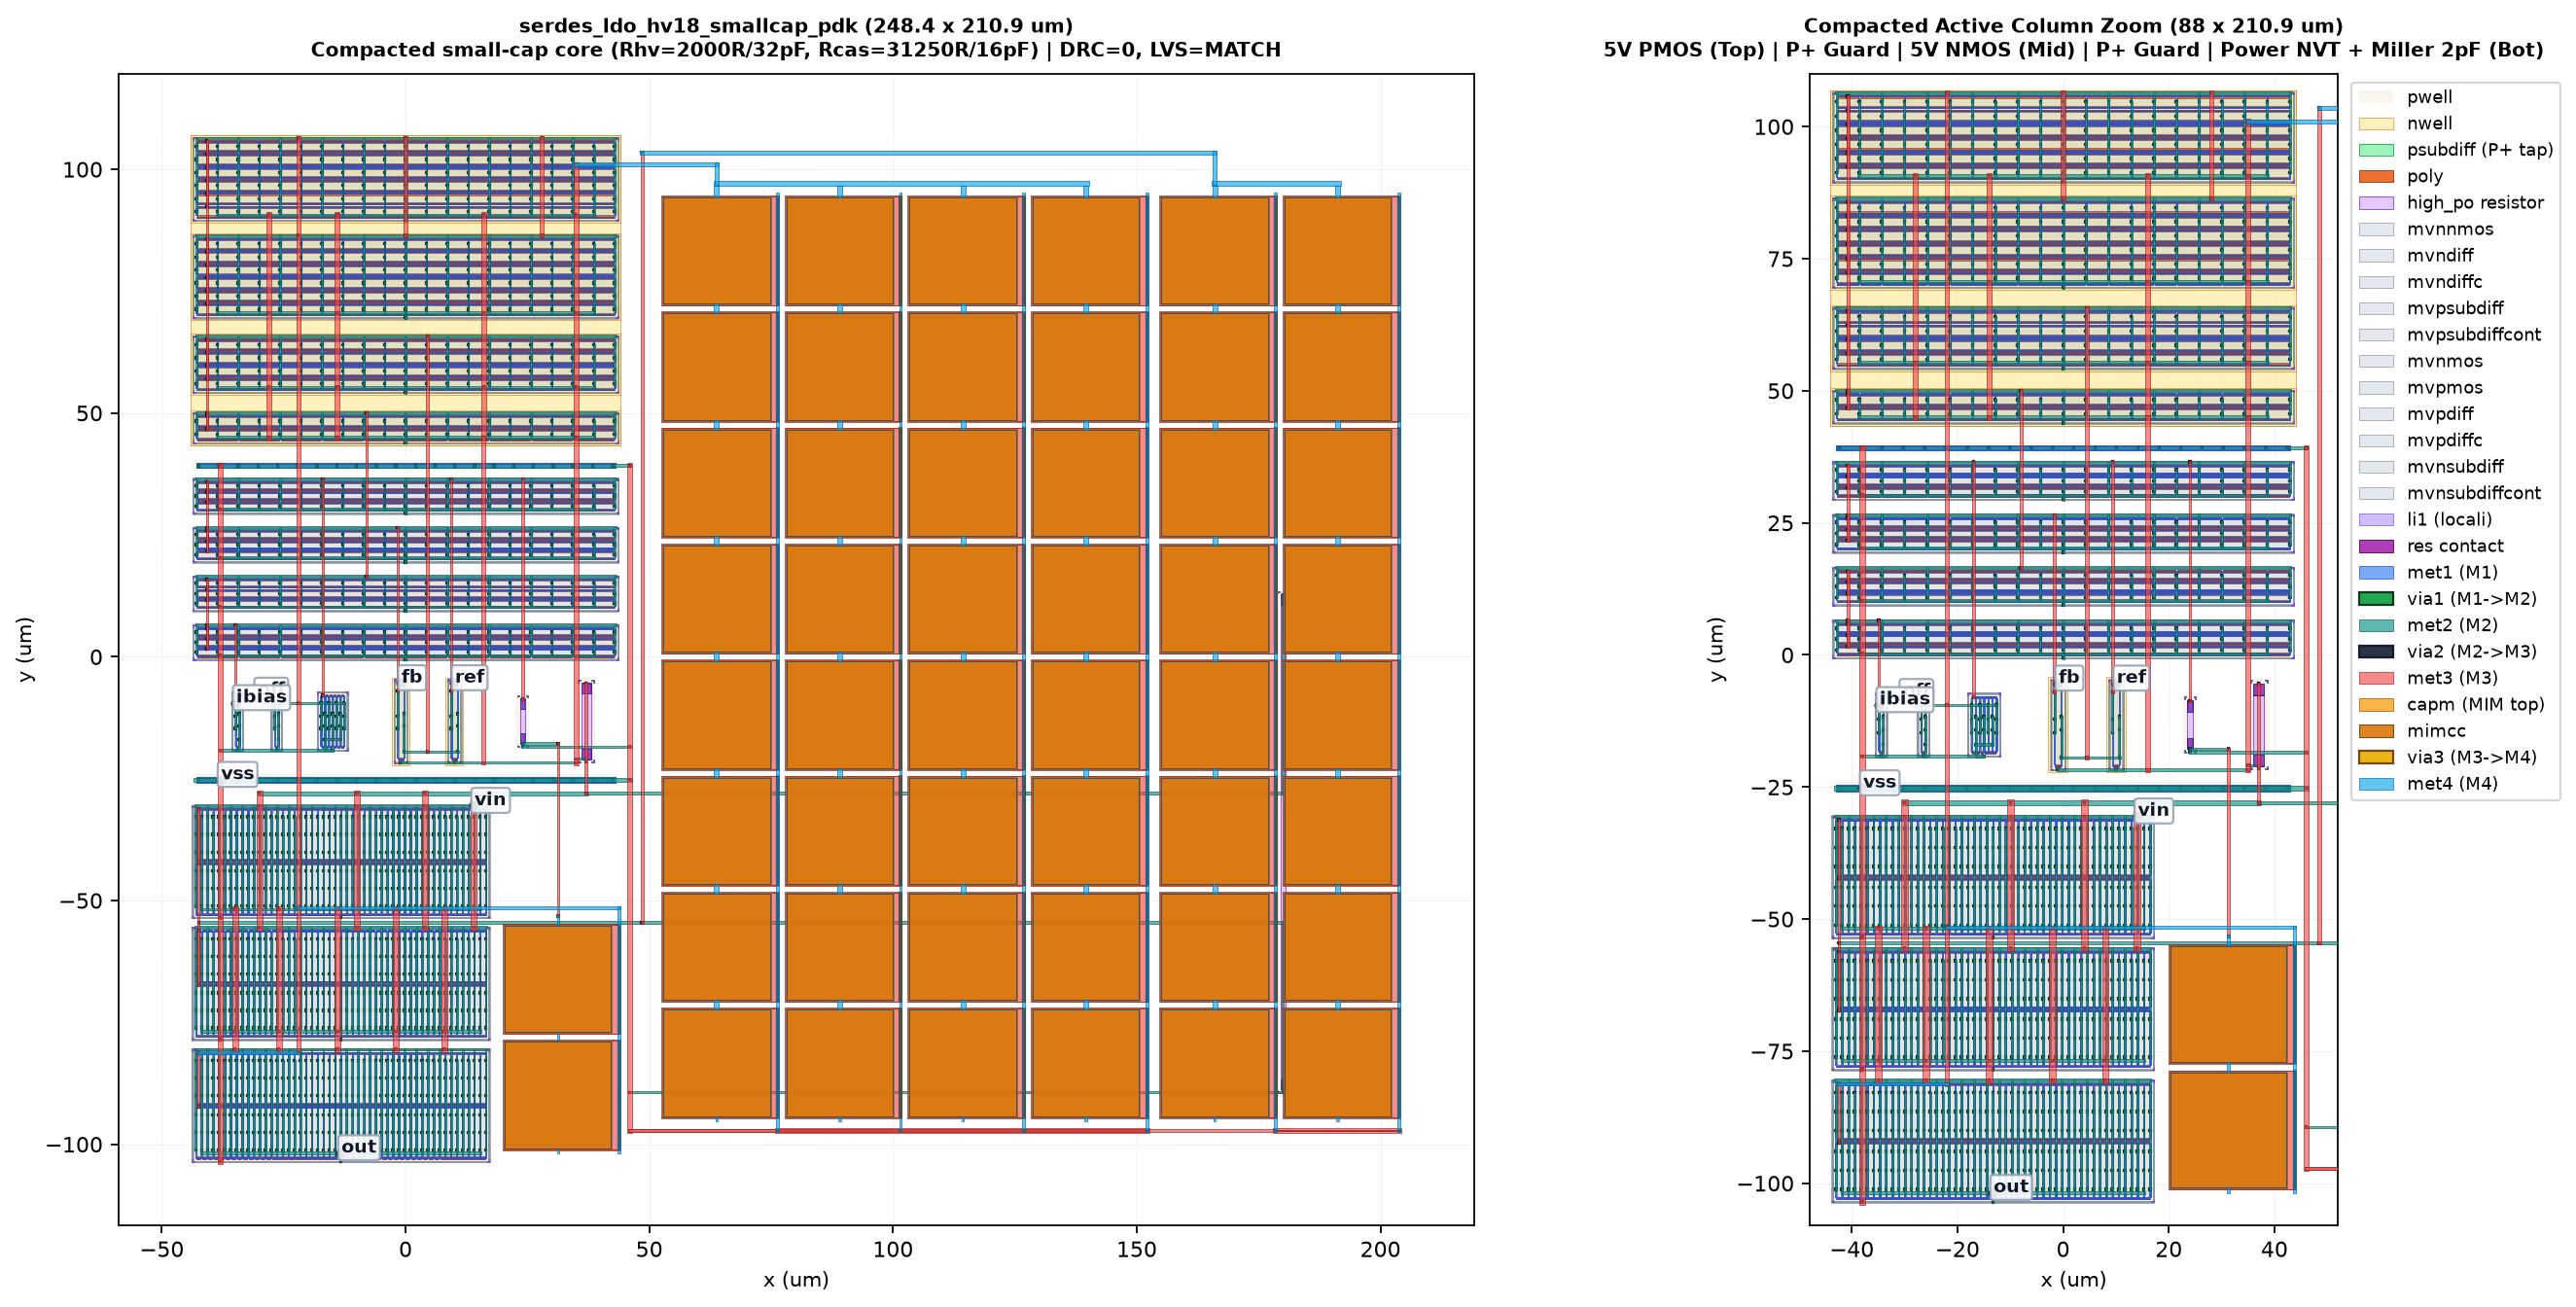 serdes_ldo_hv18_smallcap_pdk (248.4 x 210.9 um)
Compacted small-cap core (Rhv=2000R/32pF, Rcas=31250R/16pF) | DRC=0, LVS=MATCH
y (um)
100
50
0
−50
−100
ibias
fb
ref
vss
vin
out
−50
0
50
100
150
200
x (um)
Compacted Active Column Zoom (88 x 210.9 um)
5V PMOS (Top) | P+ Guard | 5V NMOS (Mid) | P+ Guard | Power NVT + Miller 2pF (Bot)
y (um)
100
75
50
25
0
−25
−50
−75
−100
ibias
fb
ref
vss
vin
out
−40
−20
0
20
40
x (um)
pwell
nwell
psubdiff (P+ tap)
poly
high_po resistor
mvnnmos
mvndiff
mvndiffc
mvpsubdiff
mvpsubdiffcont
mvnmos
mvpmos
mvpdiff
mvpdiffc
mvnsubdiff
mvnsubdiffcont
li1 (locali)
res contact
met1 (M1)
via1 (M1->M2)
met2 (M2)
via2 (M2->M3)
met3 (M3)
capm (MIM top)
mimcc
via3 (M3->M4)
met4 (M4)